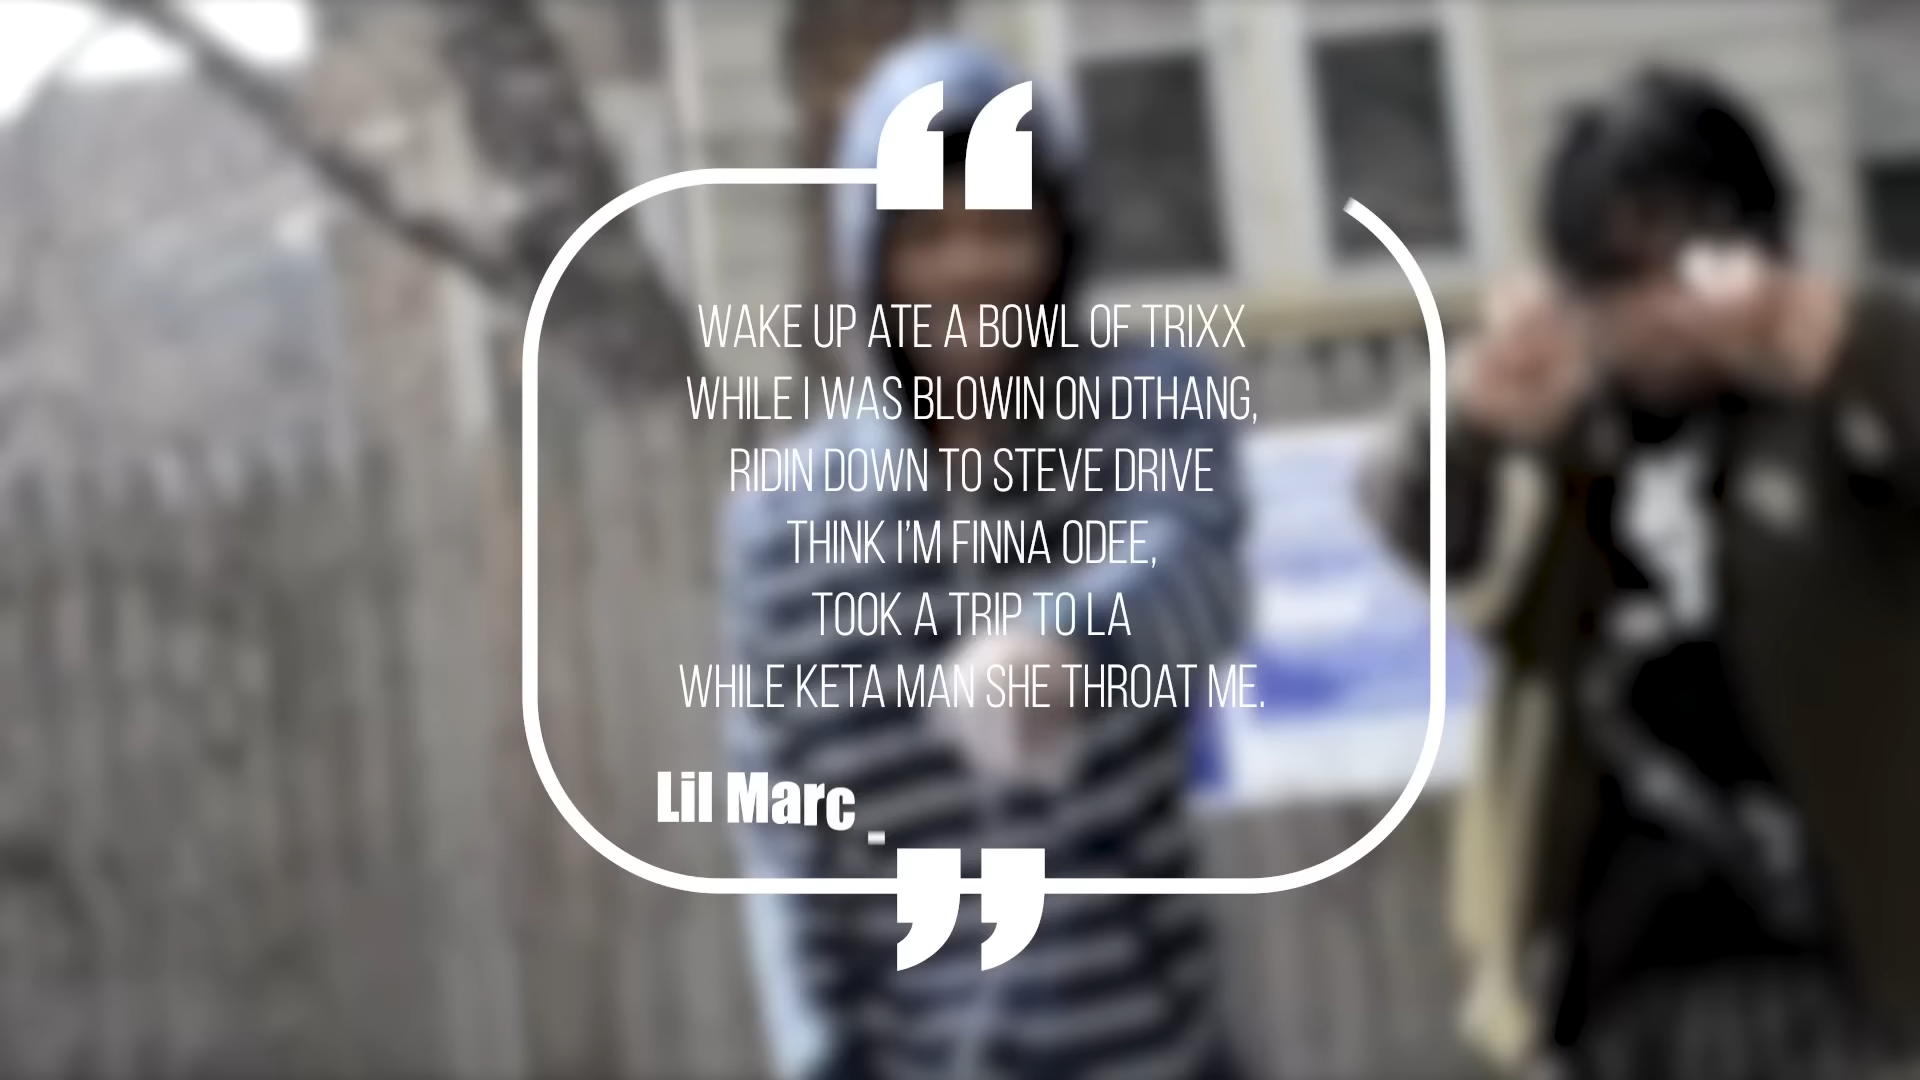 “
WAKE UP ATE A BOWL OF TRIXX
WHILE I WAS BLOWIN ON DTHANG,
RIDIN DOWN TO STEVE DRIVE
THINK I’M FINNA ODEE,
TOOK A TRIP TO LA
WHILE KETA MAN SHE THROAT ME.
Lil Marc -
”